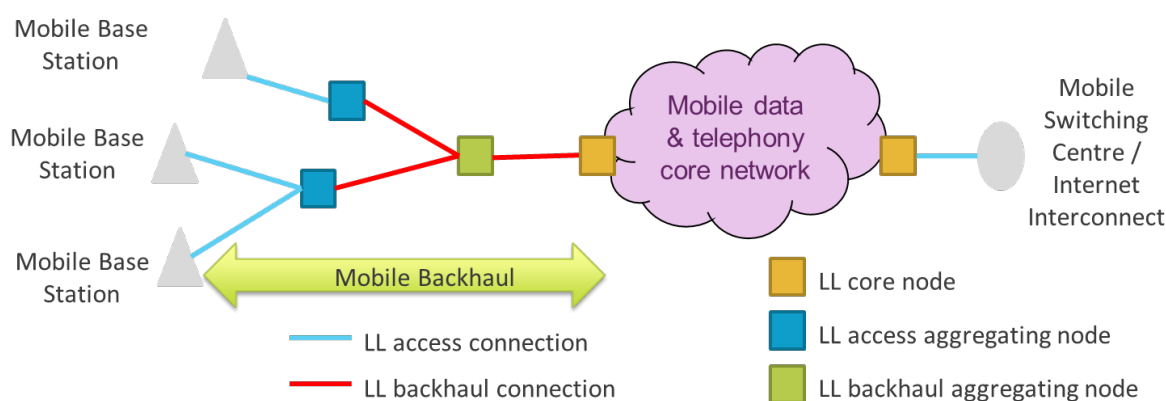 Mobile Base
Station
Mobile Base
Station
Mobile Base
Station
Mobile data
& telephony
core network
Mobile
Switching
Centre /
Internet
Interconnect
Mobile Backhaul
LL access connection
LL backhaul connection
LL core node
LL access aggregating node
LL backhaul aggregating node